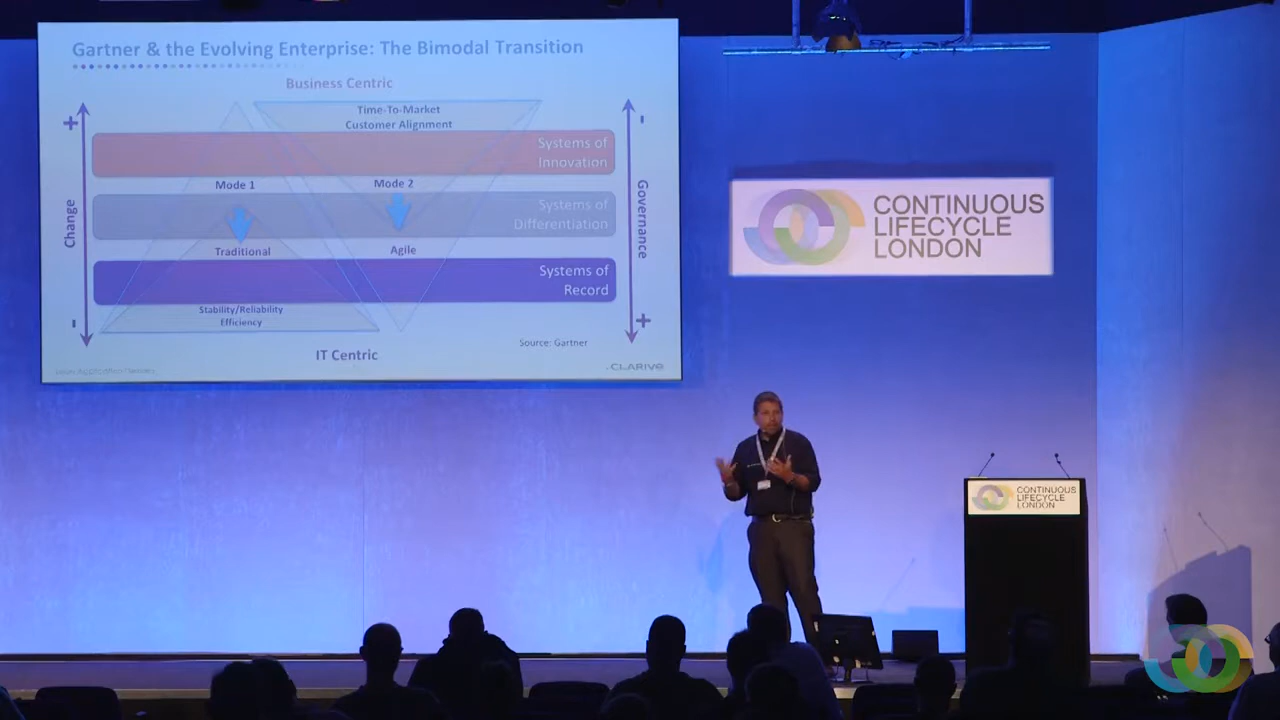 Gartner & the Evolving Enterprise: The Bimodal Transition
Business Centric
Time-To-Market
Customer Alignment
+
-
Systems of
Innovation
Mode 1
Mode 2
Systems of
Differentiation
Change
Governance
Traditional
Agile
Systems of
Record
Stability/Reliability
Efficiency
-
+
Source: Gartner
IT Centric
CLARIVE
CONTINUOUS
LIFECYCLE
LONDON
CONTINUOUS
LIFECYCLE
LONDON